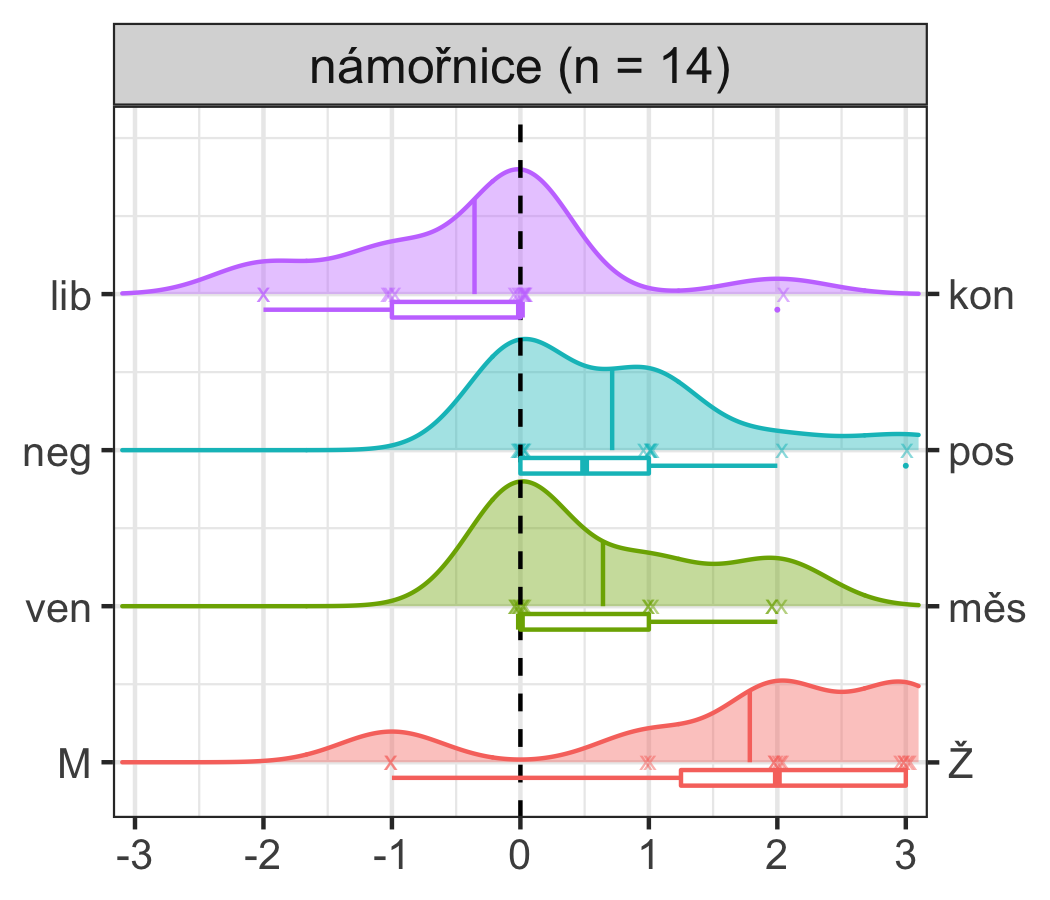 námořnice (n = 14)
lib kon
neg pos
ven měs
M Ž
-3 -2 -1 0 1 2 3